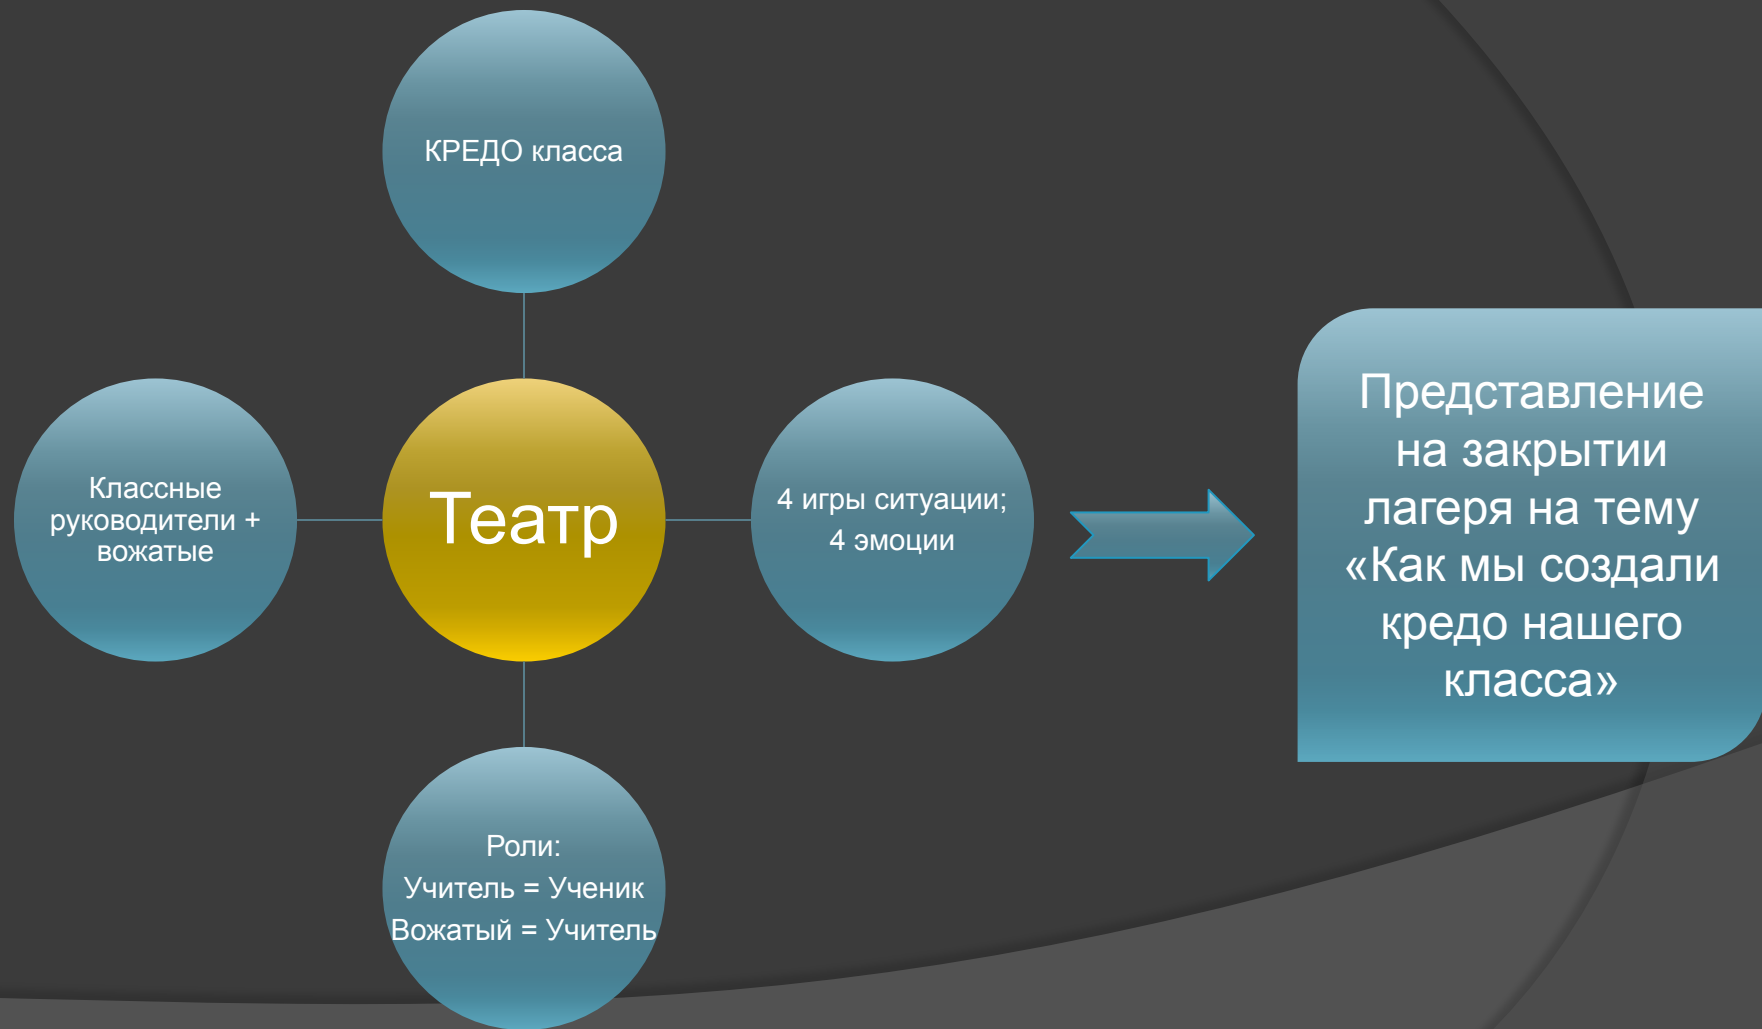 КРЕДО класса
Классные
руководители +
вожатые
Театр
4 игры ситуации;
4 эмоции
Роли:
Учитель = Ученик
Вожатый = Учитель
Представление
на закрытии
лагеря на тему
«Как мы создали
кредо нашего
класса»